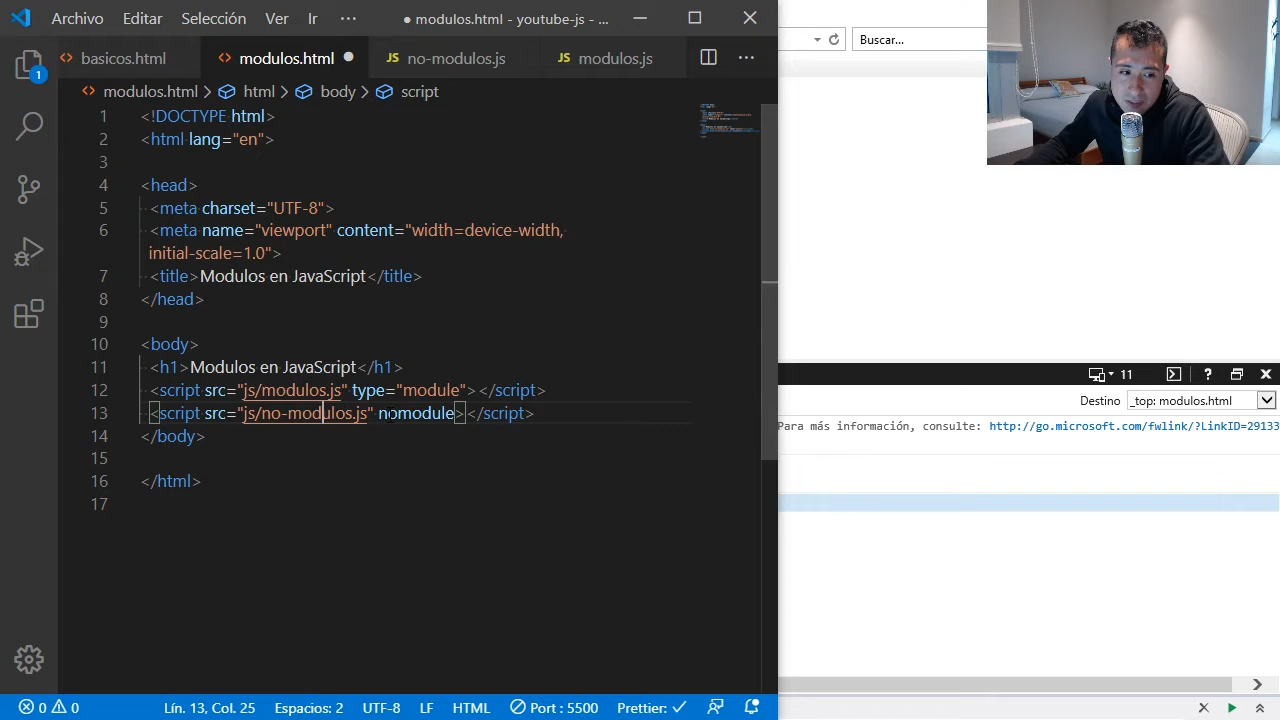 Archivo Editar Selección Ver Ir ··· ● modulos.html - youtube-js - ...
basicos.html modulos.html ● JS no-modulos.js JS modulos.js ···
1
modulos.html > html > body > script
1 <!DOCTYPE html>
2 <html lang="en">
3
4 <head>
5 <meta charset="UTF-8">
6 <meta name="viewport" content="width=device-width,
initial-scale=1.0">
7 <title>Modulos en JavaScript</title>
8 </head>
9
10 <body>
11 <h1>Modulos en JavaScript</h1>
12 <script src="js/modulos.js" type="module"></script>
13 <script src="js/no-modulos.js" nomodule></script>
14 </body>
15
16 </html>
17
0 0 Lín. 13, Col. 25 Espacios: 2 UTF-8 LF HTML Port : 5500 Prettier: ✓
Buscar...
11
Destino _top: modulos.html
Para más información, consulte: http://go.microsoft.com/fwlink/?LinkID=29133